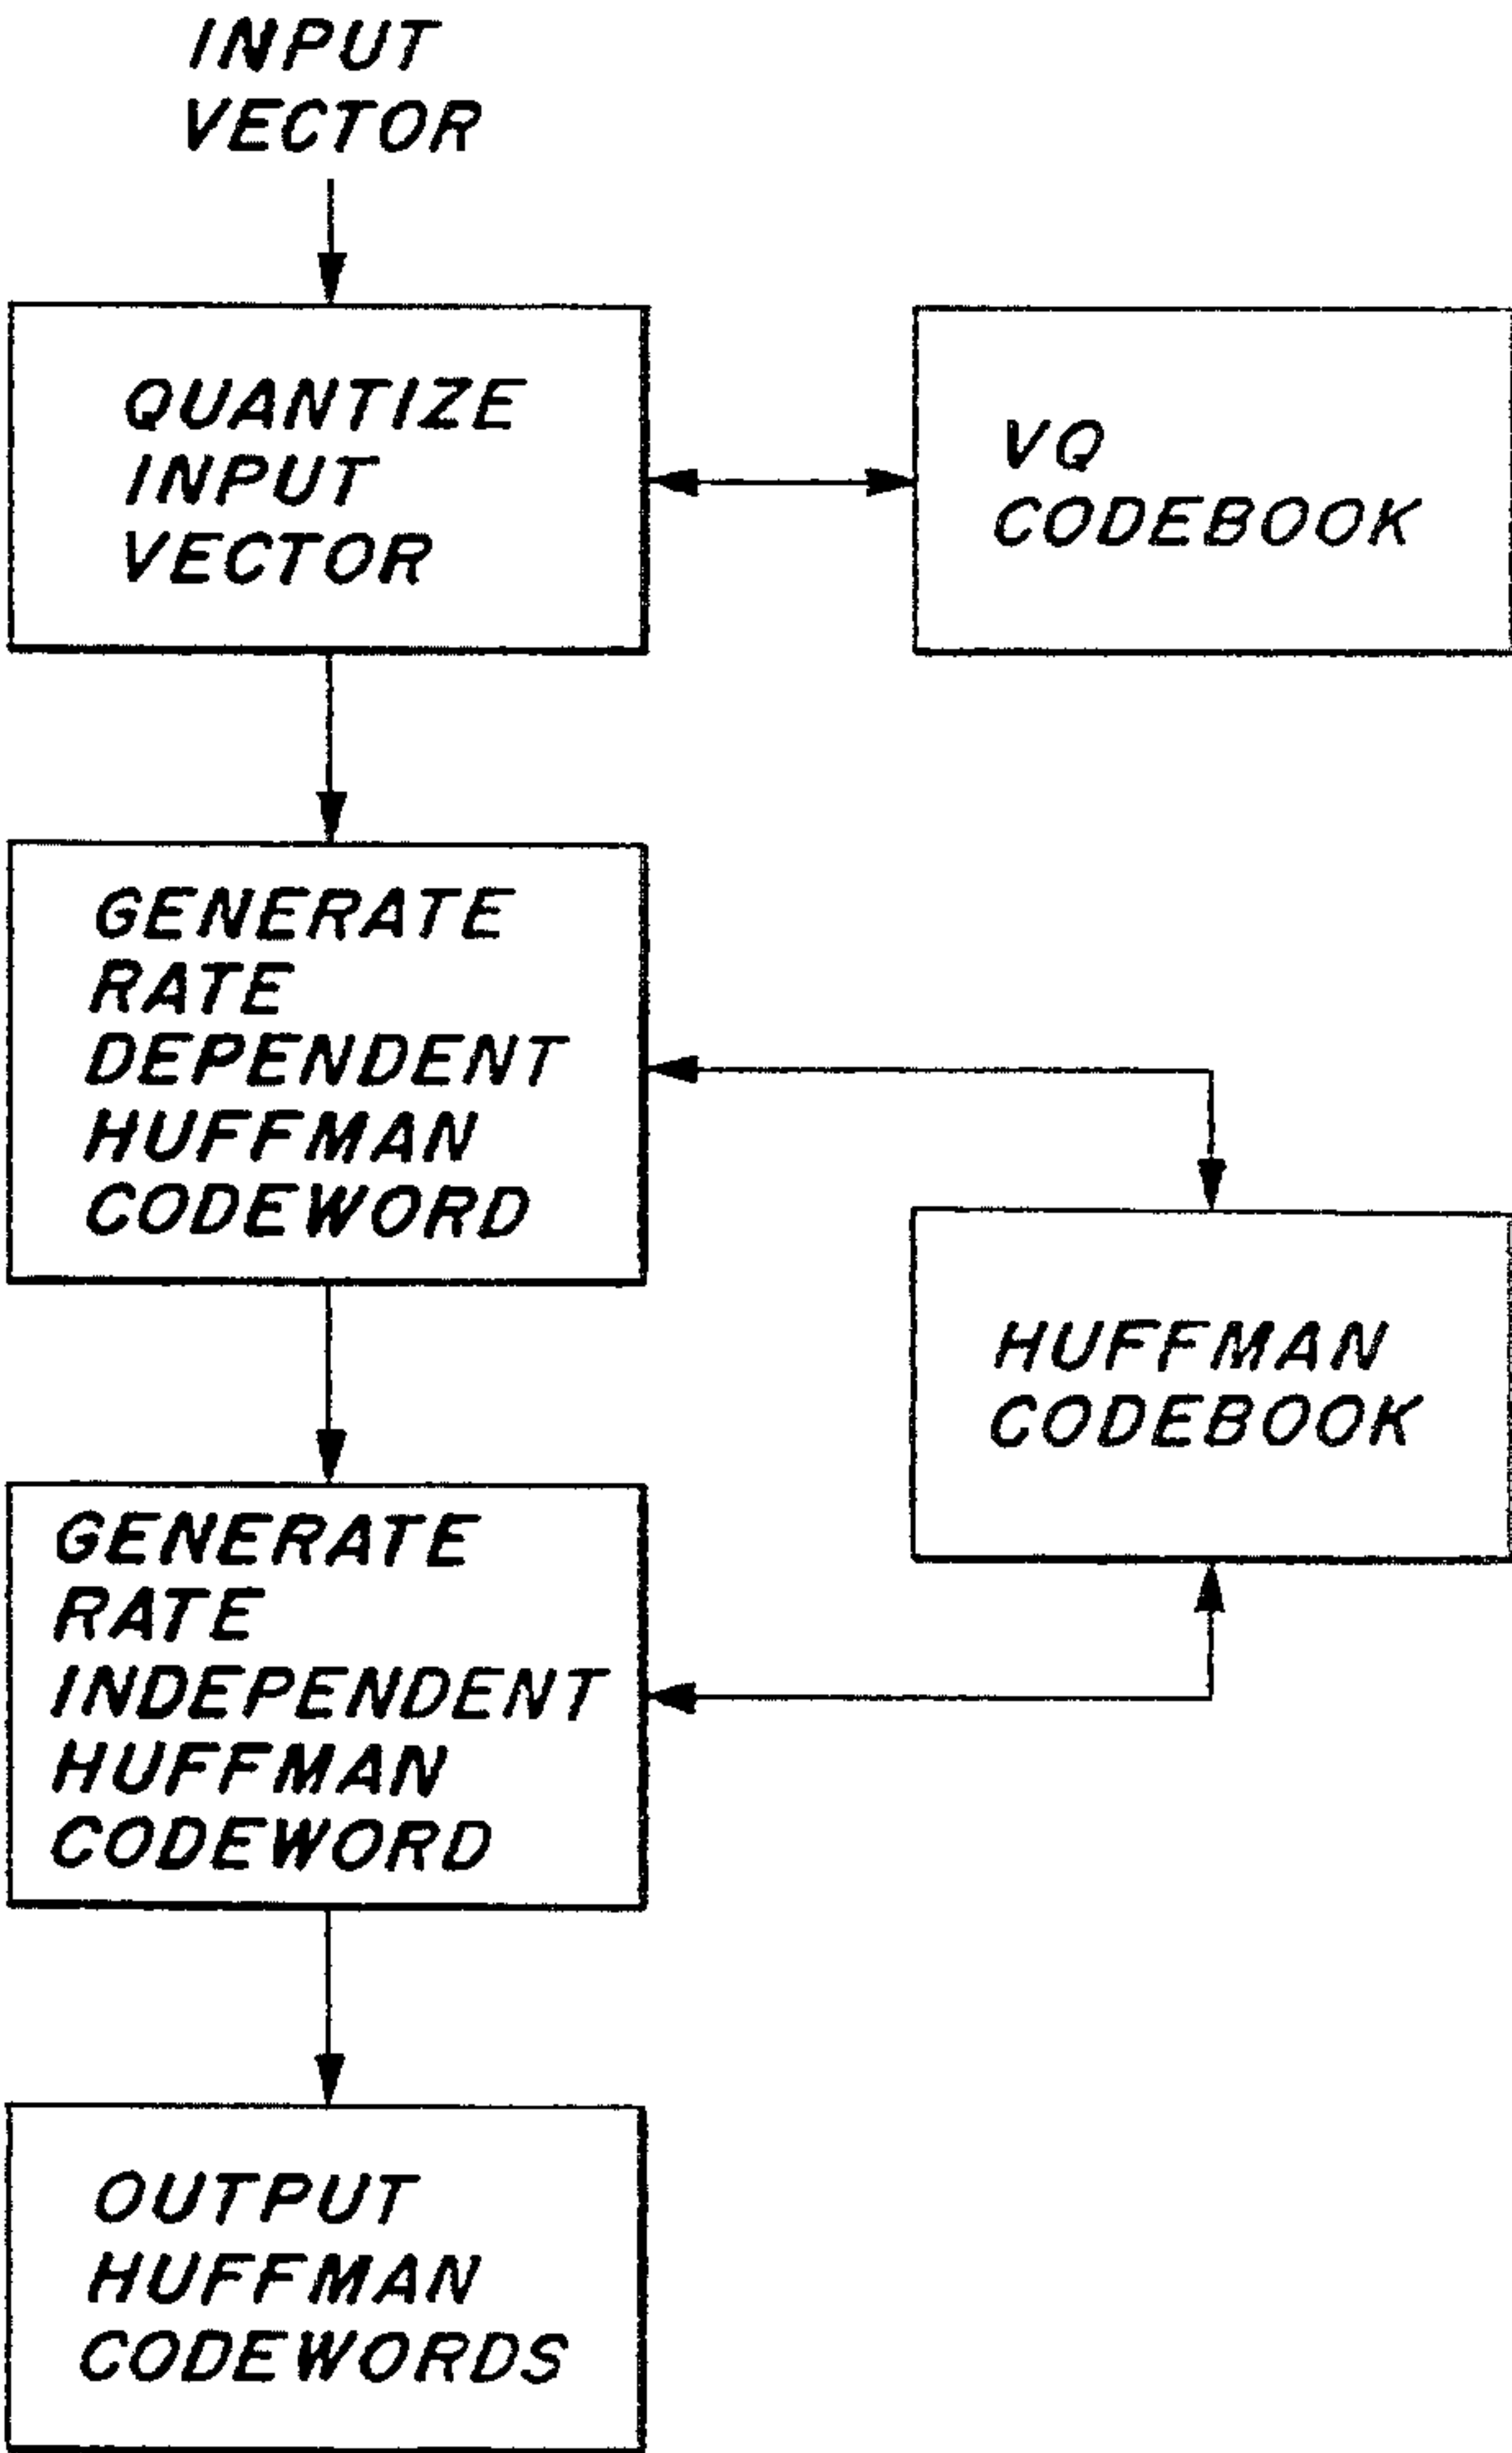 INPUT
VECTOR
QUANTIZE
INPUT
VECTOR
VQ
CODEBOOK
GENERATE
RATE
DEPENDENT
HUFFMAN
CODEWORD
HUFFMAN
CODEBOOK
GENERATE
RATE
INDEPENDENT
HUFFMAN
CODEWORD
OUTPUT
HUFFMAN
CODEWORDS